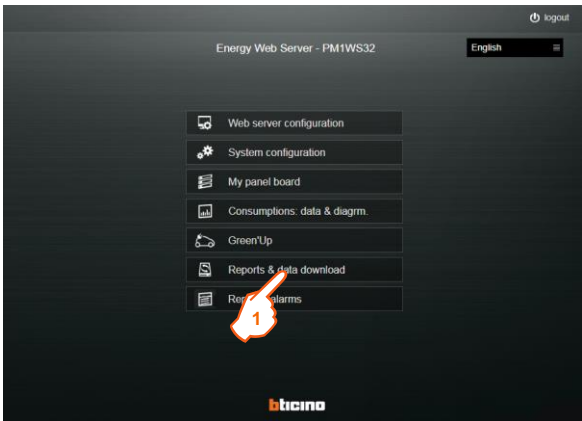 logout
Energy Web Server - PM1WS32
English
Web server configuration
System configuration
My panel board
Consumptions: data & diagrm.
Green'Up
Reports & data download
alarms
1
bticino